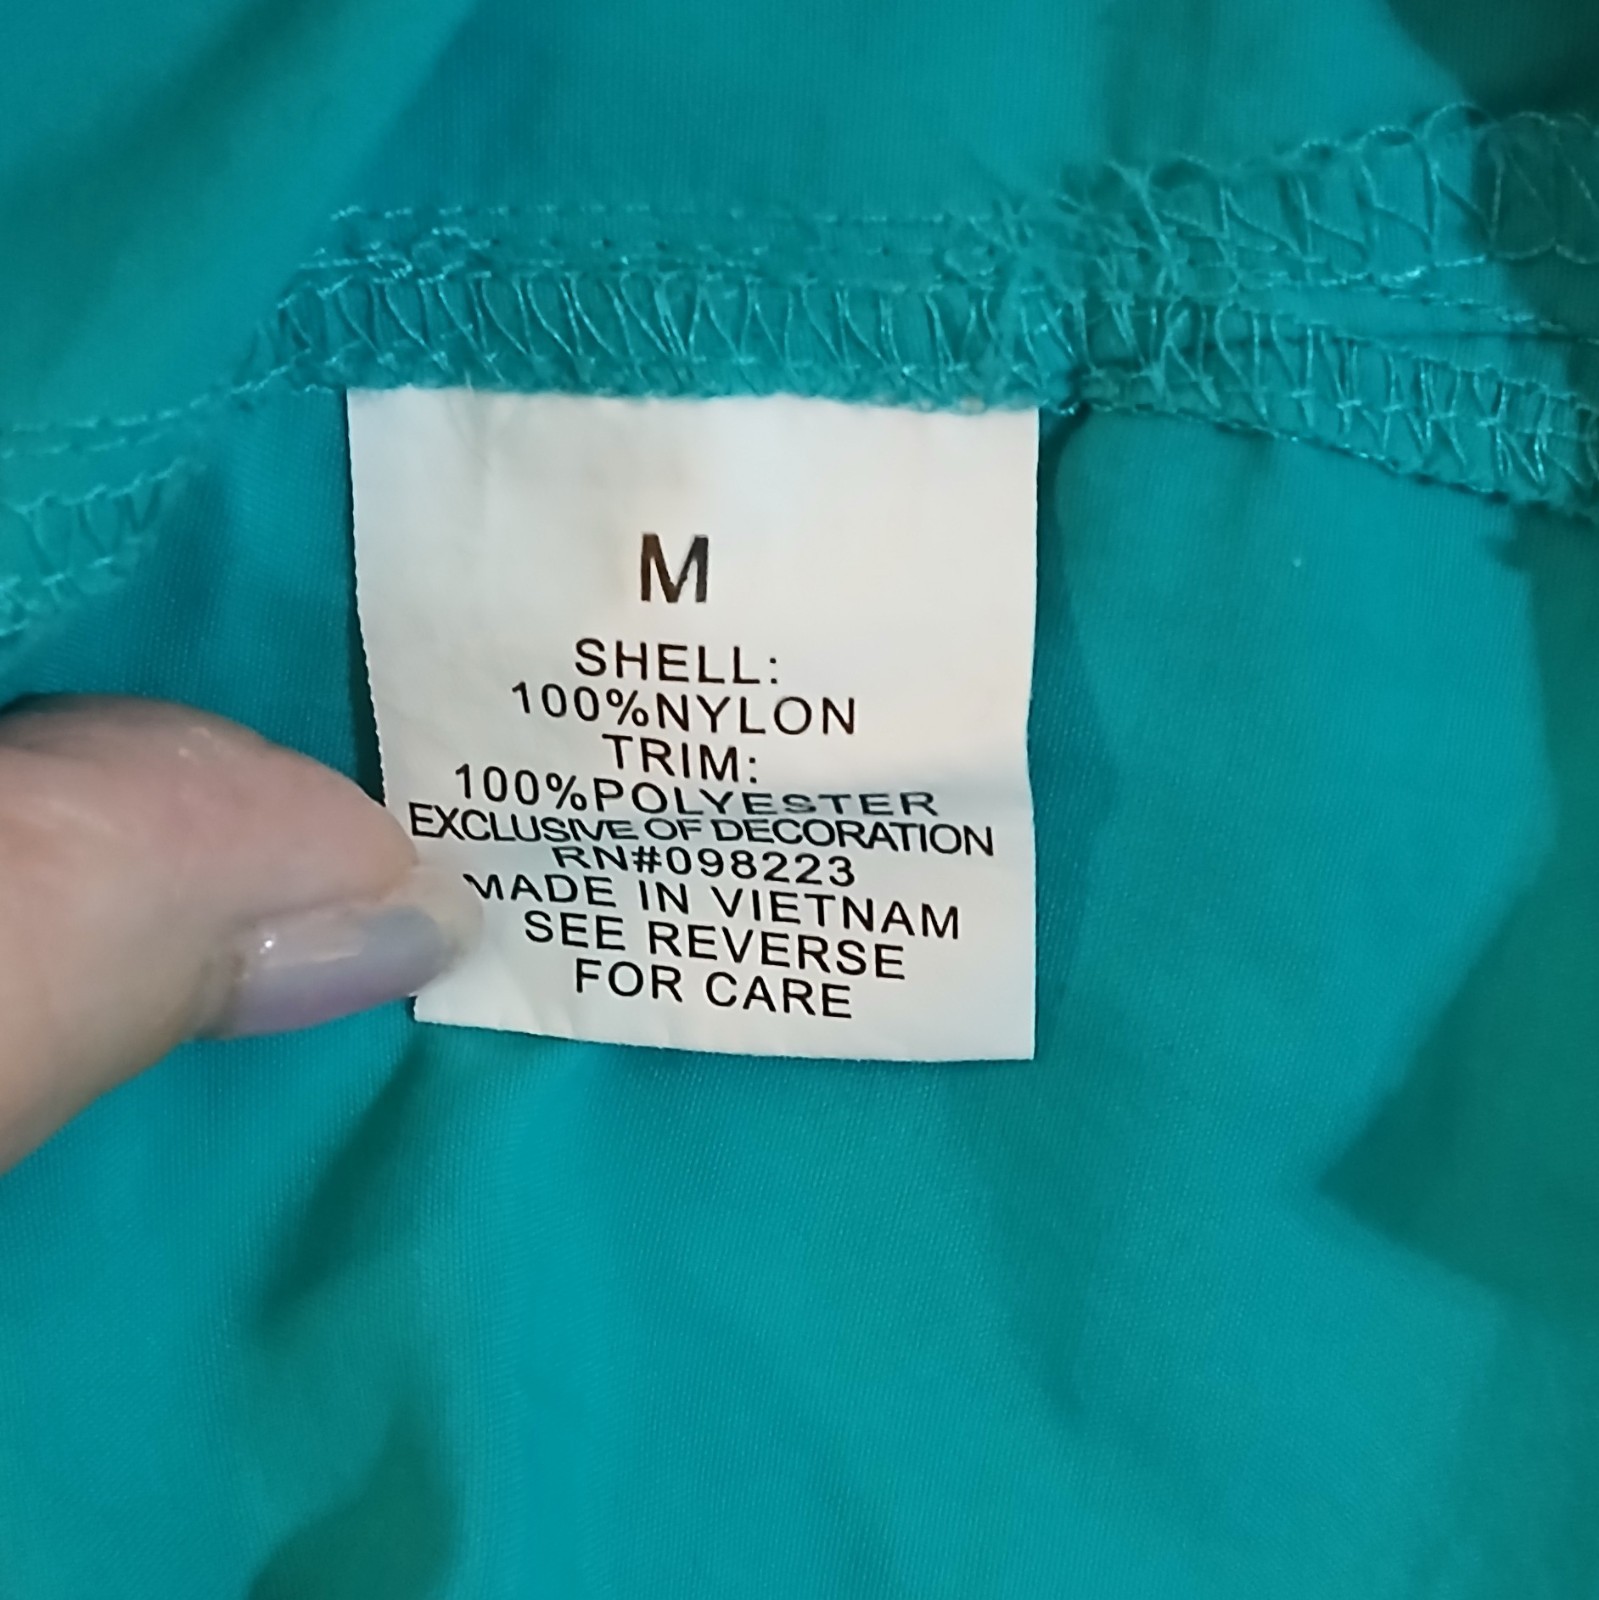 M
SHELL:
100%NYLON
TRIM:
100%POLYESTER
EXCLUSIVE OF DECORATION
RN#098223
MADE IN VIETNAM
SEE REVERSE
FOR CARE